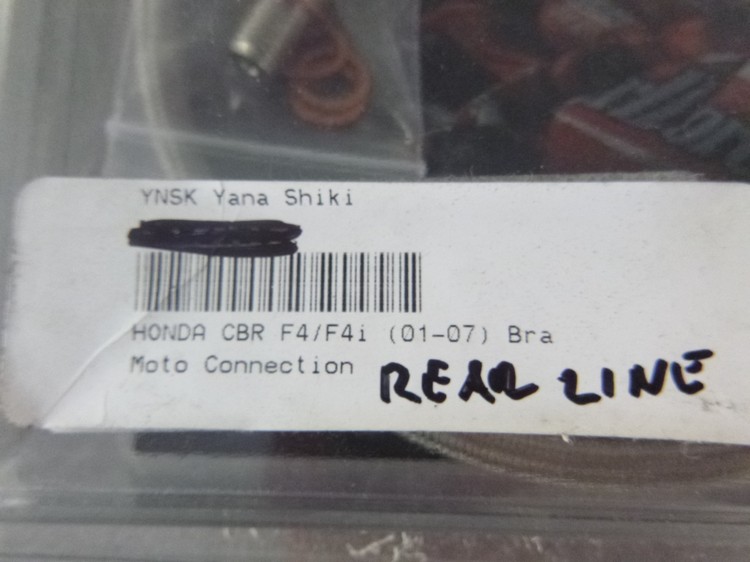 YNSK Yana Shiki
HONDA CBR F4/F4i (01-07) Bra
Moto Connection
REAR LINE